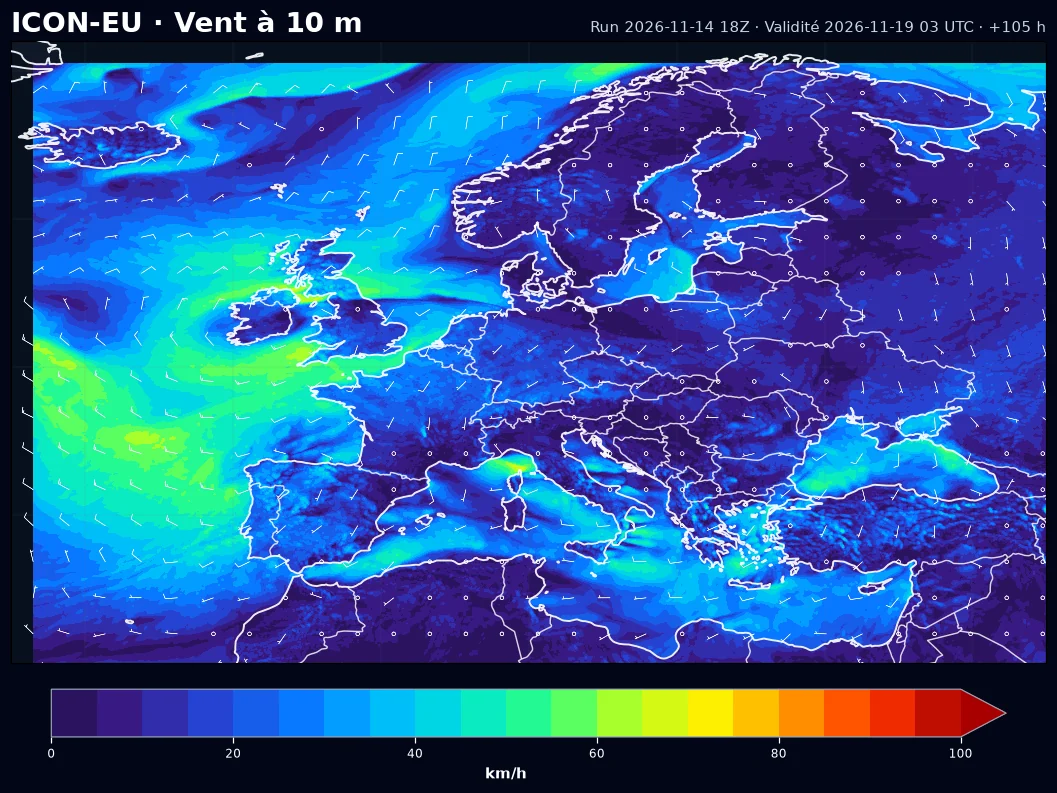 ICON-EU · Vent à 10 m
Run 2026-11-14 18Z · Validité 2026-11-19 03 UTC · +105 h
0 20 40 60 80 100
km/h